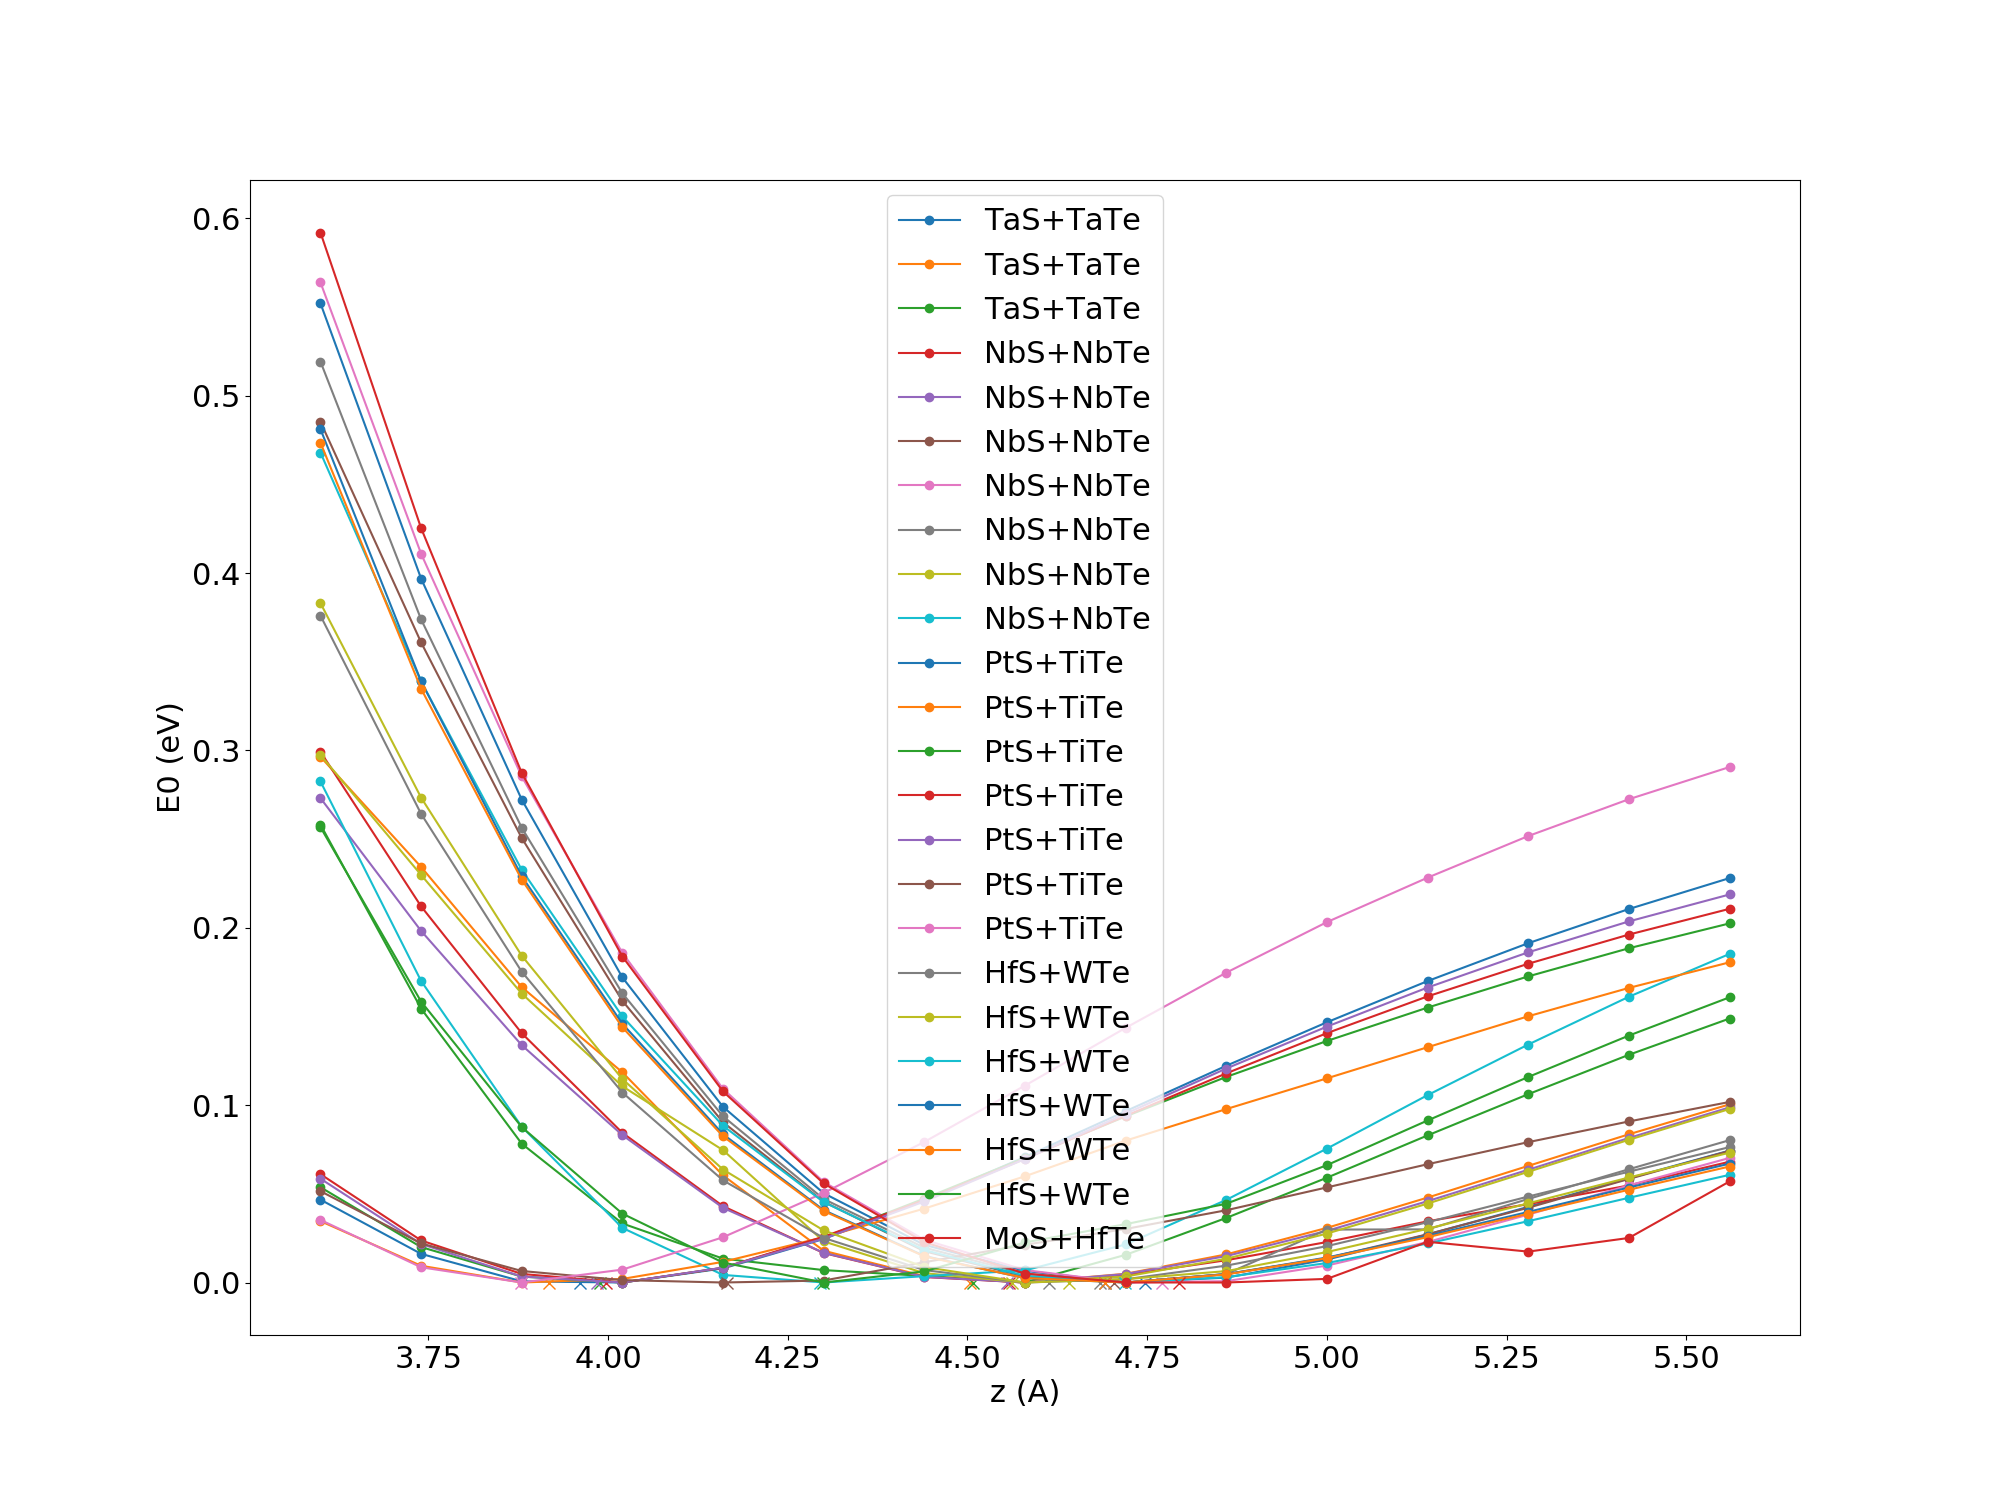 TaS+TaTe
TaS+TaTe
TaS+TaTe
NbS+NbTe
NbS+NbTe
NbS+NbTe
NbS+NbTe
NbS+NbTe
NbS+NbTe
NbS+NbTe
PtS+TiTe
PtS+TiTe
PtS+TiTe
PtS+TiTe
PtS+TiTe
PtS+TiTe
PtS+TiTe
HfS+WTe
HfS+WTe
HfS+WTe
HfS+WTe
HfS+WTe
HfS+WTe
MoS+HfTe
0.6
0.5
0.4
0.3
0.2
0.1
0.0
E0 (eV)
3.75 4.00 4.25 4.50 4.75 5.00 5.25 5.50
z (A)